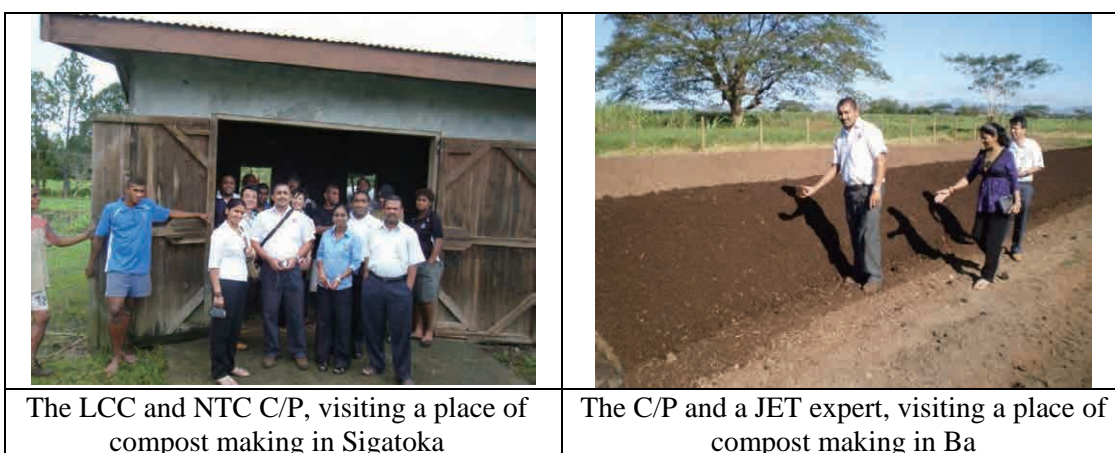 The LCC and NTC C/P, visiting a place of
compost making in Sigatoka
The C/P and a JET expert, visiting a place of
compost making in Ba